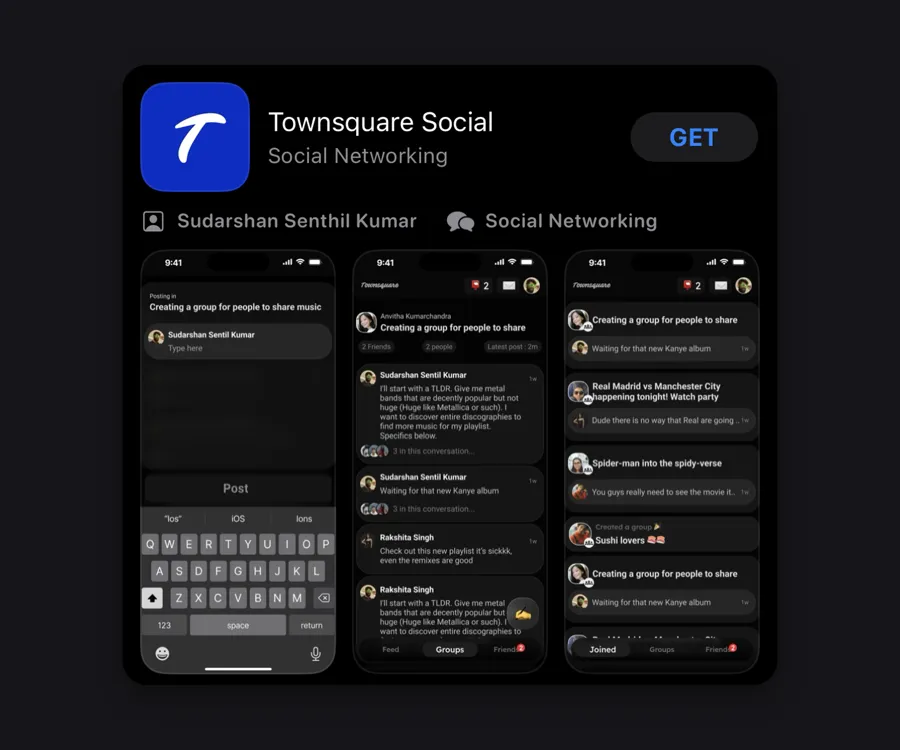 T
Townsquare Social
Social Networking
GET
Sudarshan Senthil Kumar
Social Networking
9:41
Posting in
Creating a group for people to share music
Sudarshan Sentil Kumar
Type here
Post
"Ios"
iOS
Ions
Q W E R T Y U I O P
A S D F G H J K L
Z X C V B N M
123
space
return
9:41
Townsquare
2
Anvitha Kumarchandra
Creating a group for people to share
2 Friends
2 people
Latest post : 2m
Sudarshan Sentil Kumar
1w
I'll start with a TLDR. Give me metal
bands that are decently popular but not
huge (Huge like Metallica or such). I
want to discover entire discographies to
find more music for my playlist.
Specifics below.
3 in this conversation...
Sudarshan Sentil Kumar
1w
Waiting for that new Kanye album
3 in this conversation...
Rakshita Singh
1w
Check out this new playlist it's sickkk,
even the remixes are good
Rakshita Singh
I'll start with a TLDR. Give me metal
bands that are decently popular but
huge (Huge like Metallica or such). I
want to discover entire discographies to
Feed
Groups
Friend
2
9:41
Townsquare
2
Creating a group for people to share
Waiting for that new Kanye album
1w
Real Madrid vs Manchester City
happening tonight! Watch party
Dude there is no way that Real are going ..
1w
Spider-man into the spidy-verse
You guys really need to see the movie it..
1w
Created a group 🎉
Sushi lovers 🍣🍣
Creating a group for people to share
Waiting for that new Kanye album
1w
Joined
Groups
Friend
2